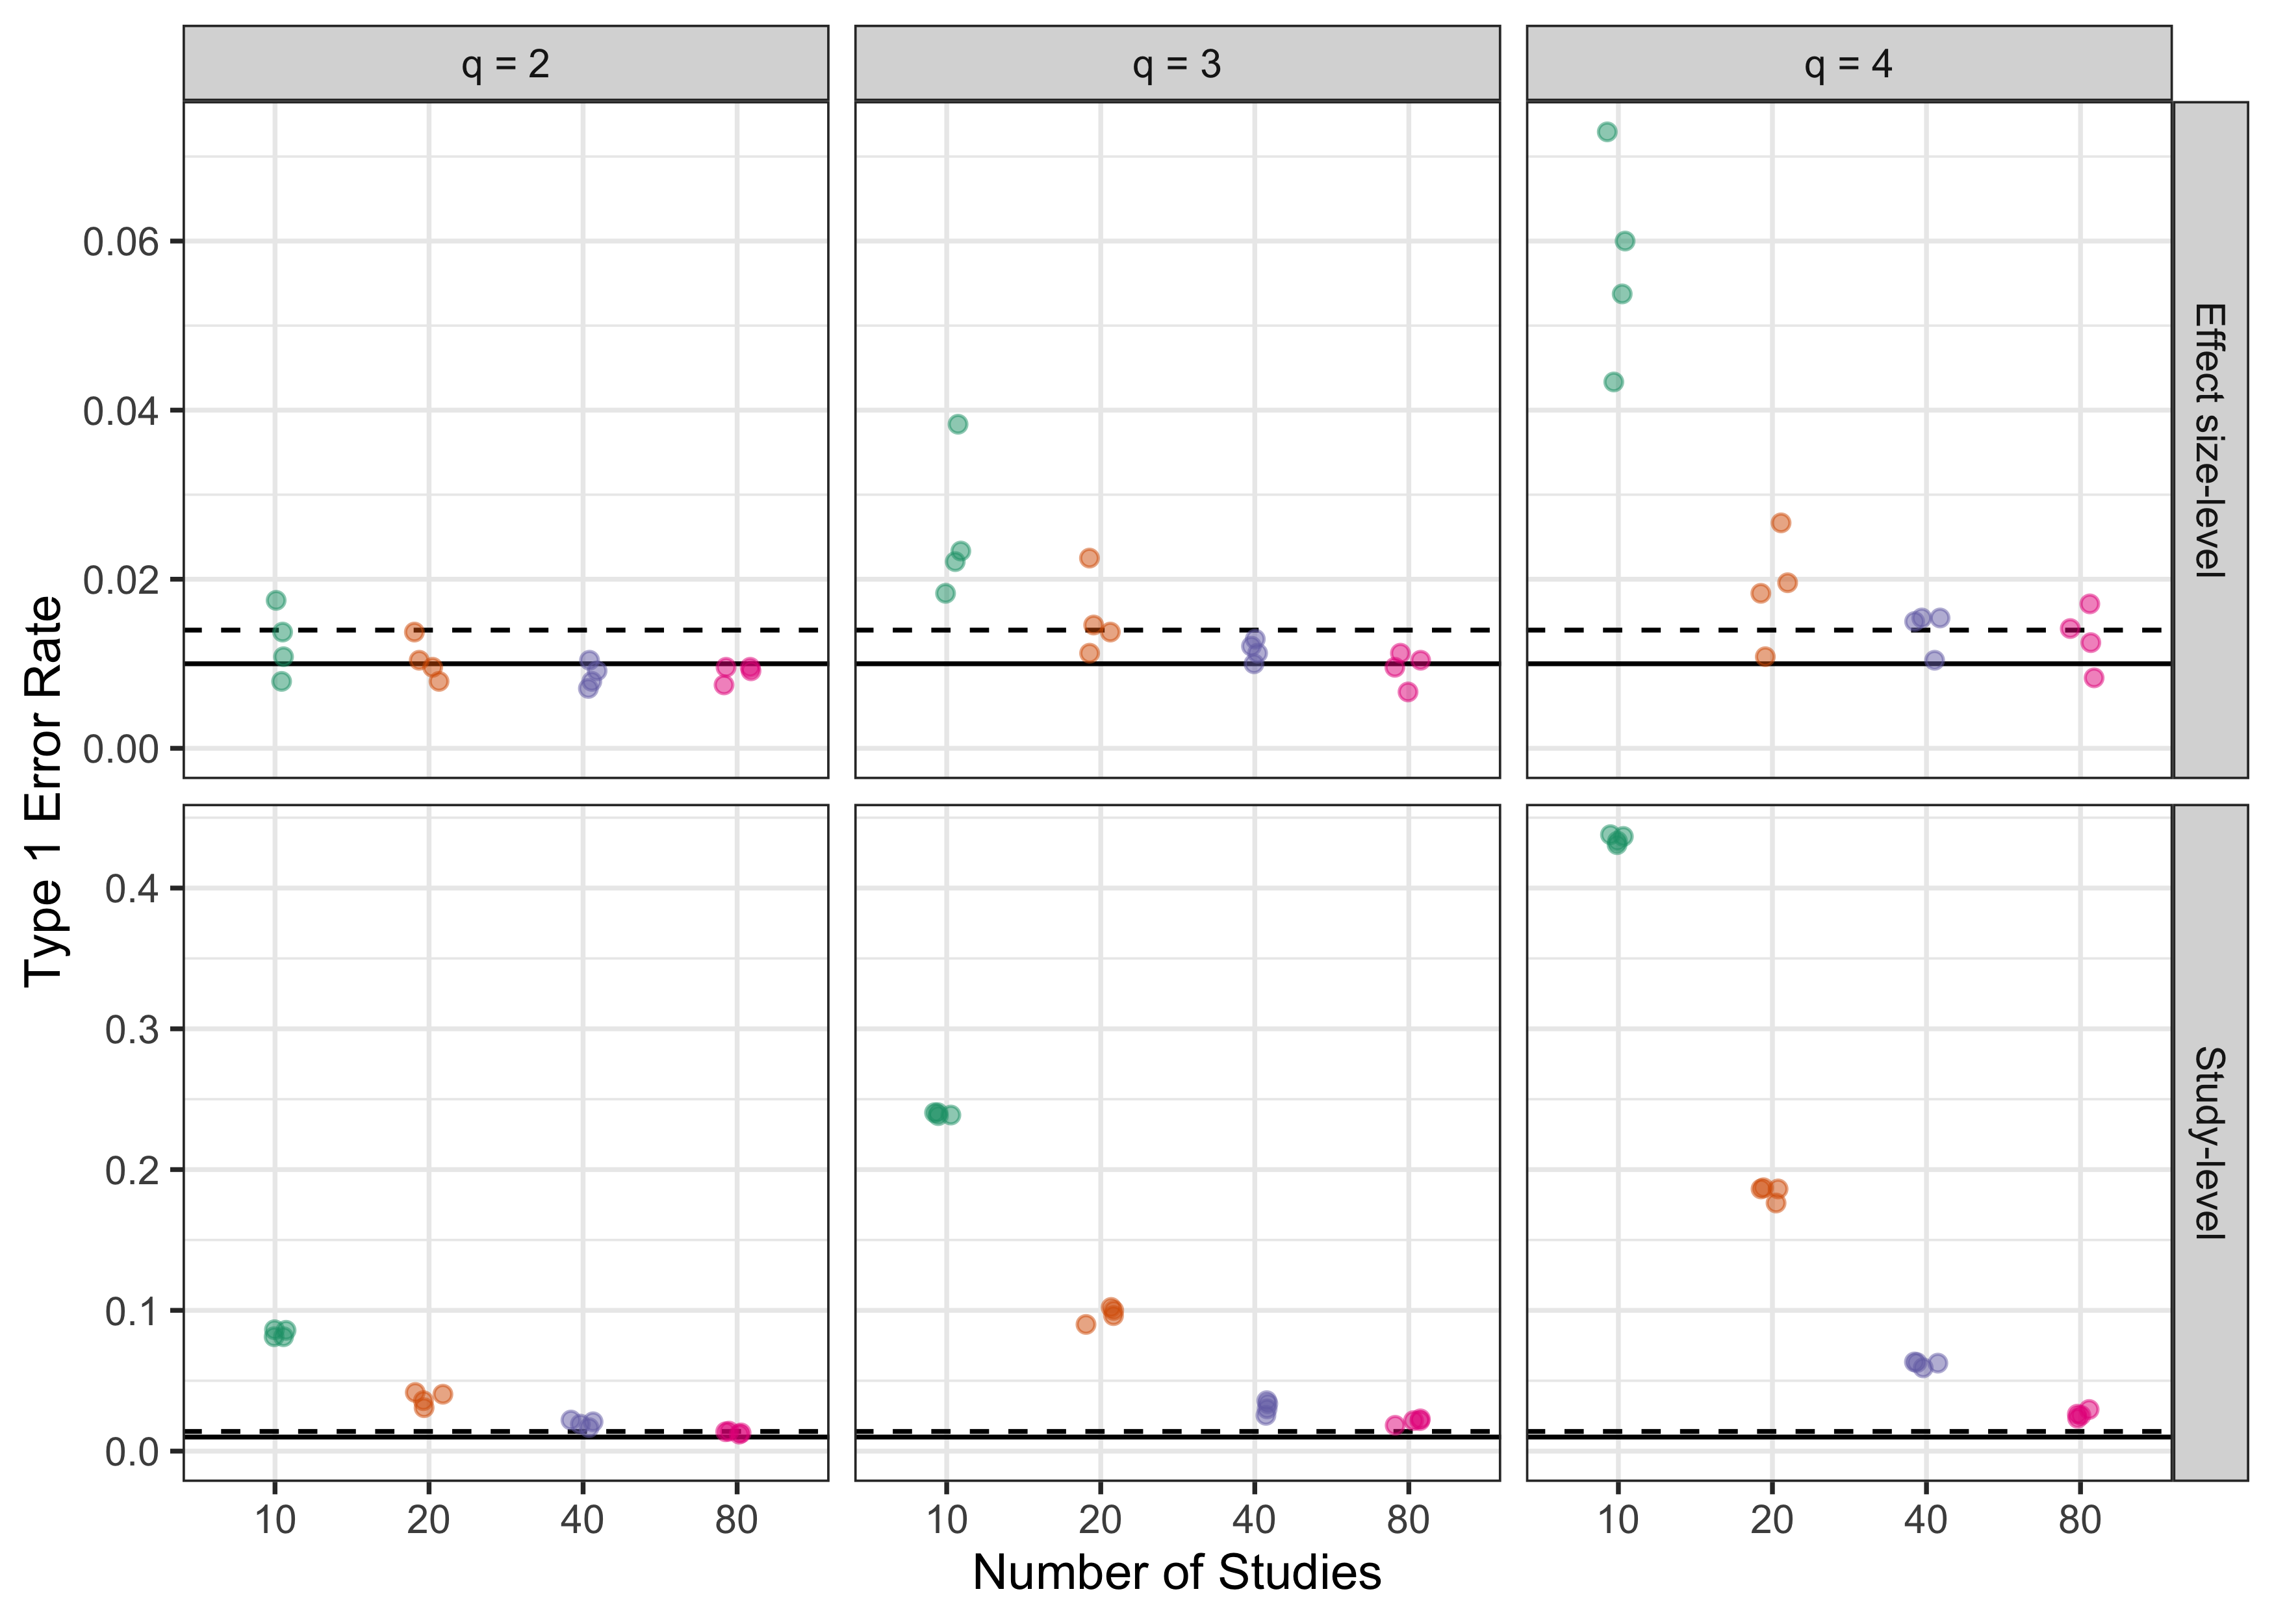 q = 2
q = 3
q = 4
Type 1 Error Rate
0.06
0.04
0.02
0.00
Effect size-level
0.4
0.3
0.2
0.1
0.0
Study-level
10 20 40 80
10 20 40 80
10 20 40 80
Number of Studies